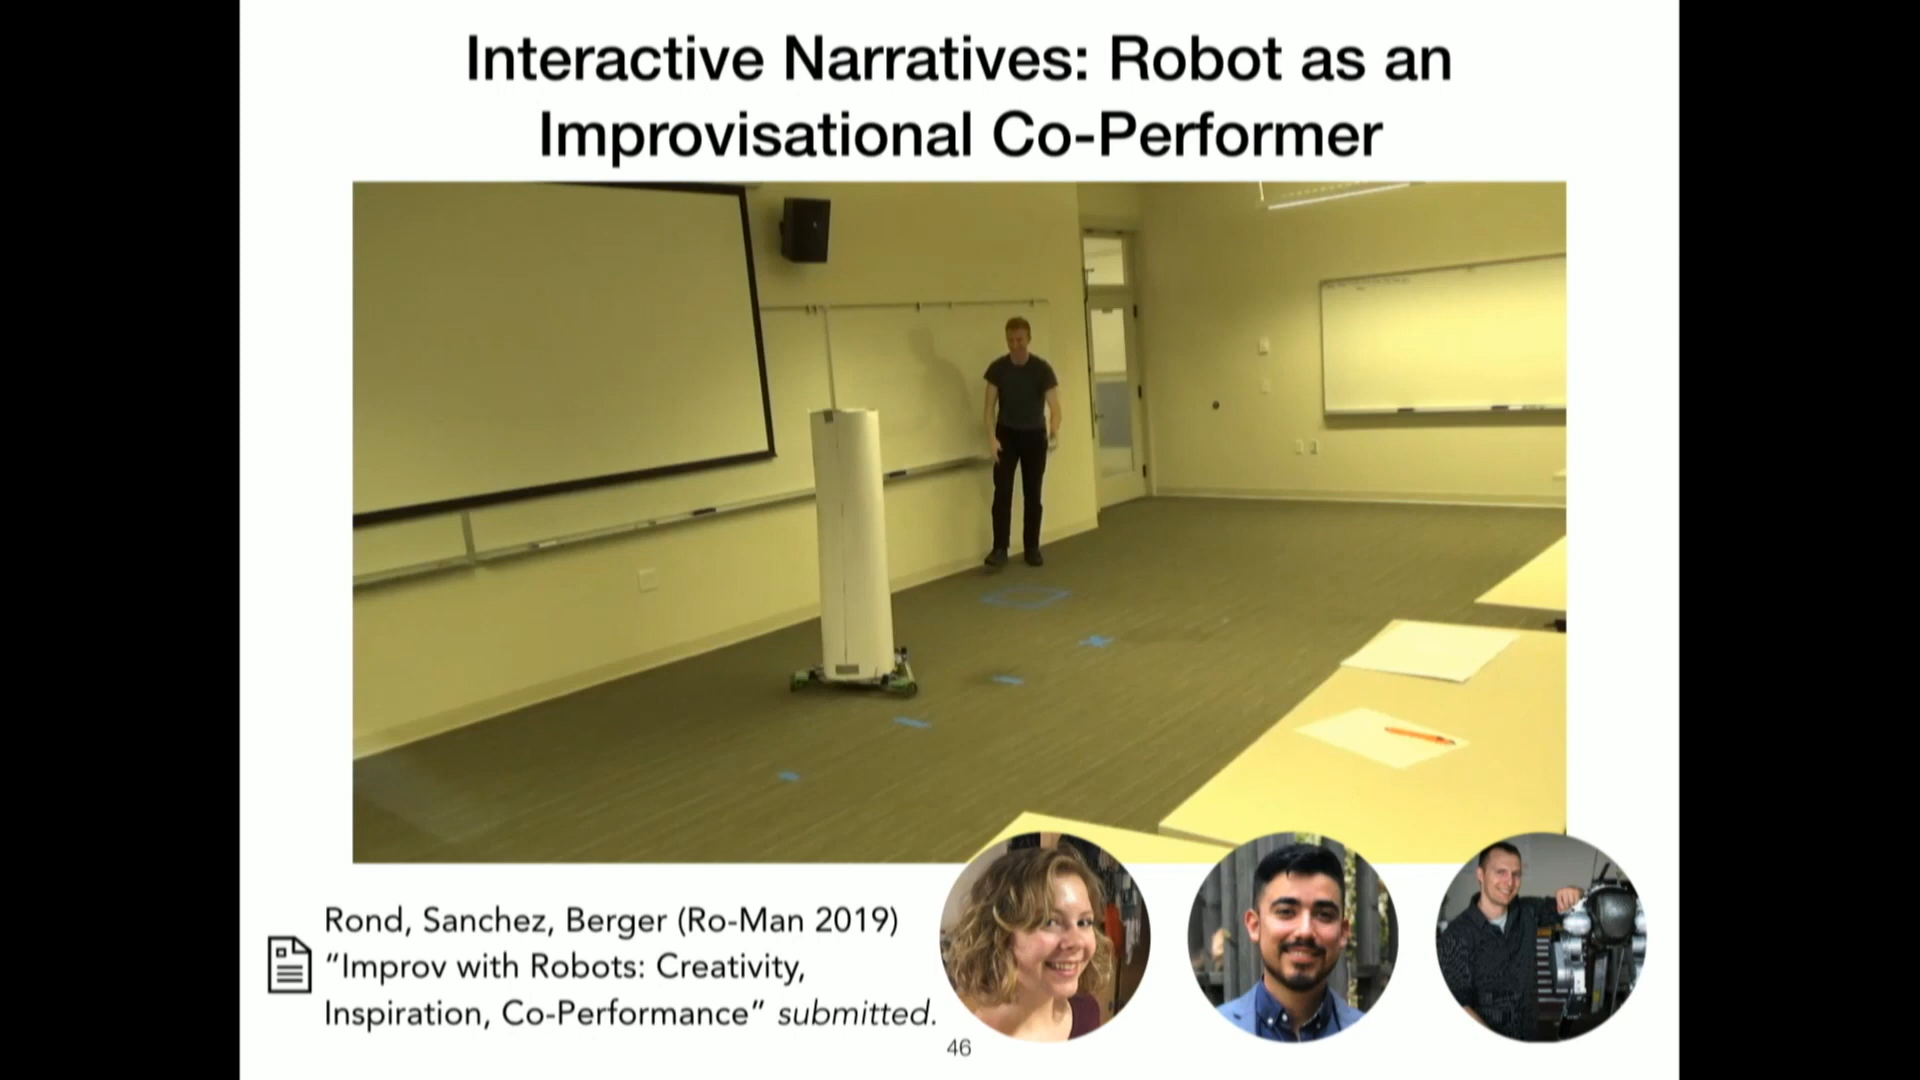 Interactive Narratives: Robot as an
Improvisational Co-Performer
Rond, Sanchez, Berger (Ro-Man 2019)
“Improv with Robots: Creativity,
Inspiration, Co-Performance” submitted.
46